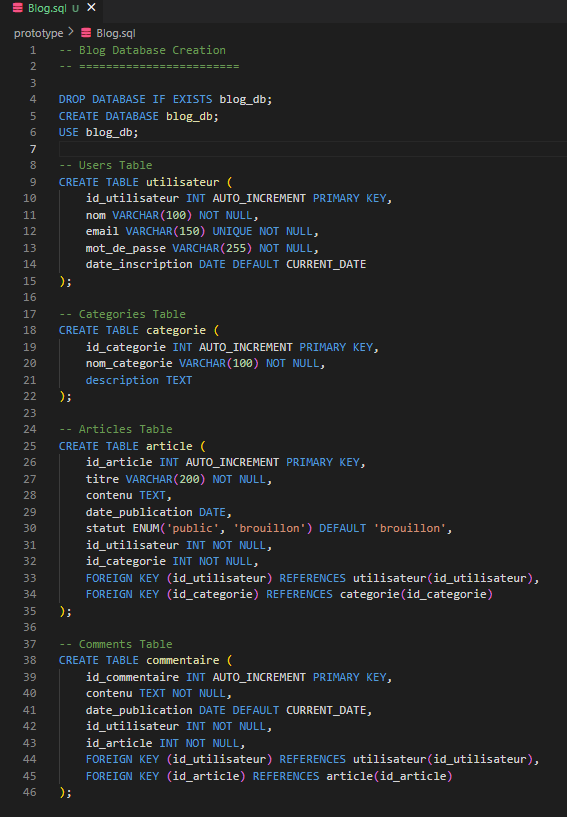 Blog.sql U ×
prototype > Blog.sql
1 -- Blog Database Creation
2 -- ========================
3
4 DROP DATABASE IF EXISTS blog_db;
5 CREATE DATABASE blog_db;
6 USE blog_db;
7
8 -- Users Table
9 CREATE TABLE utilisateur (
10     id_utilisateur INT AUTO_INCREMENT PRIMARY KEY,
11     nom VARCHAR(100) NOT NULL,
12     email VARCHAR(150) UNIQUE NOT NULL,
13     mot_de_passe VARCHAR(255) NOT NULL,
14     date_inscription DATE DEFAULT CURRENT_DATE
15 );
16
17 -- Categories Table
18 CREATE TABLE categorie (
19     id_categorie INT AUTO_INCREMENT PRIMARY KEY,
20     nom_categorie VARCHAR(100) NOT NULL,
21     description TEXT
22 );
23
24 -- Articles Table
25 CREATE TABLE article (
26     id_article INT AUTO_INCREMENT PRIMARY KEY,
27     titre VARCHAR(200) NOT NULL,
28     contenu TEXT,
29     date_publication DATE,
30     statut ENUM('public', 'brouillon') DEFAULT 'brouillon',
31     id_utilisateur INT NOT NULL,
32     id_categorie INT NOT NULL,
33     FOREIGN KEY (id_utilisateur) REFERENCES utilisateur(id_utilisateur),
34     FOREIGN KEY (id_categorie) REFERENCES categorie(id_categorie)
35 );
36
37 -- Comments Table
38 CREATE TABLE commentaire (
39     id_commentaire INT AUTO_INCREMENT PRIMARY KEY,
40     contenu TEXT NOT NULL,
41     date_publication DATE DEFAULT CURRENT_DATE,
42     id_utilisateur INT NOT NULL,
43     id_article INT NOT NULL,
44     FOREIGN KEY (id_utilisateur) REFERENCES utilisateur(id_utilisateur),
45     FOREIGN KEY (id_article) REFERENCES article(id_article)
46 );